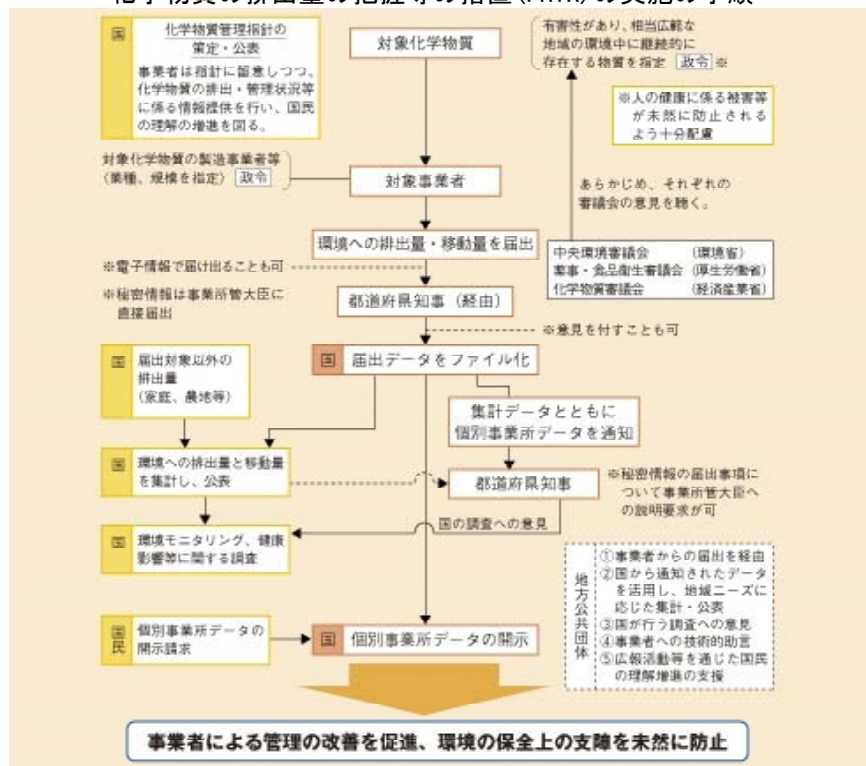 化学物質の排出量の把握等の措置(PRTR)の実施の手順
国
化学物質管理指針の
策定・公表
事業者は指針に留意しつつ、
化学物質の排出・管理状況等
に係る情報提供を行い、国民
の理解の増進を図る。
対象化学物質
有害性があり、相当広範な
地域の環境中に継続的に
存在する物質を指定 政令 ※
※人の健康に係る被害等
が未然に防止される
よう十分配慮
対象化学物質の製造事業者等
(業種、規模を指定) 政令
対象事業者
あらかじめ、それぞれの
審議会の意見を聴く。
環境への排出量・移動量を届出
中央環境審議会 (環境省)
薬事・食品衛生審議会 (厚生労働省)
化学物質審議会 (経済産業省)
※電子情報で届け出ることも可
※秘密情報は事業所管大臣に
直接届出
都道府県知事(経由)
※意見を付すことも可
国 届出データをファイル化
国
届出対象以外の
排出量
(家庭、農地等)
集計データとともに
個別事業所データを通知
国
環境への排出量と移動量
を集計し、公表
都道府県知事
※秘密情報の届出事項に
ついて事業所管大臣へ
の説明要求が可
国の調査への意見
国
環境モニタリング、健康
影響等に関する調査
地方公共団体
①事業者からの届出を経由
②国から通知されたデータ
を活用し、地域ニーズに
応じた集計・公表
③国が行う調査への意見
④事業者への技術的助言
⑤広報活動等を通じた国民
の理解増進の支援
国民
個別事業所データの
開示請求
国 個別事業所データの開示
事業者による管理の改善を促進、環境の保全上の支障を未然に防止